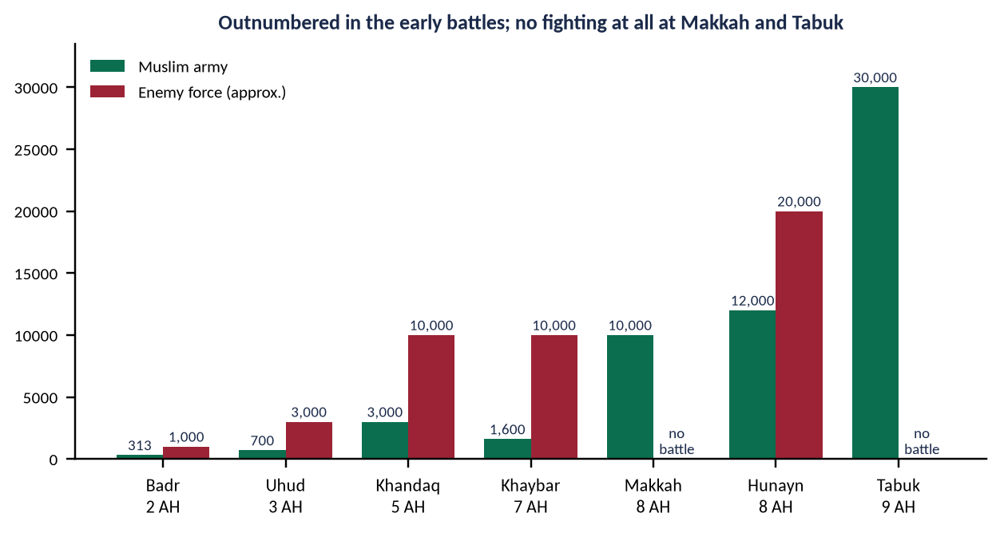 Outnumbered in the early battles; no fighting at all at Makkah and Tabuk
Muslim army
Enemy force (approx.)
30000
25000
20000
15000
10000
5000
0
313
1,000
700
3,000
3,000
10,000
1,600
10,000
10,000
no
battle
12,000
20,000
30,000
no
battle
Badr
2 AH
Uhud
3 AH
Khandaq
5 AH
Khaybar
7 AH
Makkah
8 AH
Hunayn
8 AH
Tabuk
9 AH